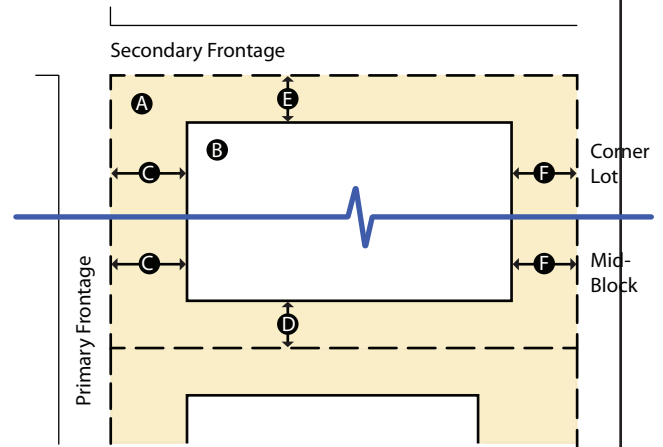 Secondary Frontage
A
E
B
C
F
Corner
Lot
C
F
Mid-
Block
D
Primary Frontage